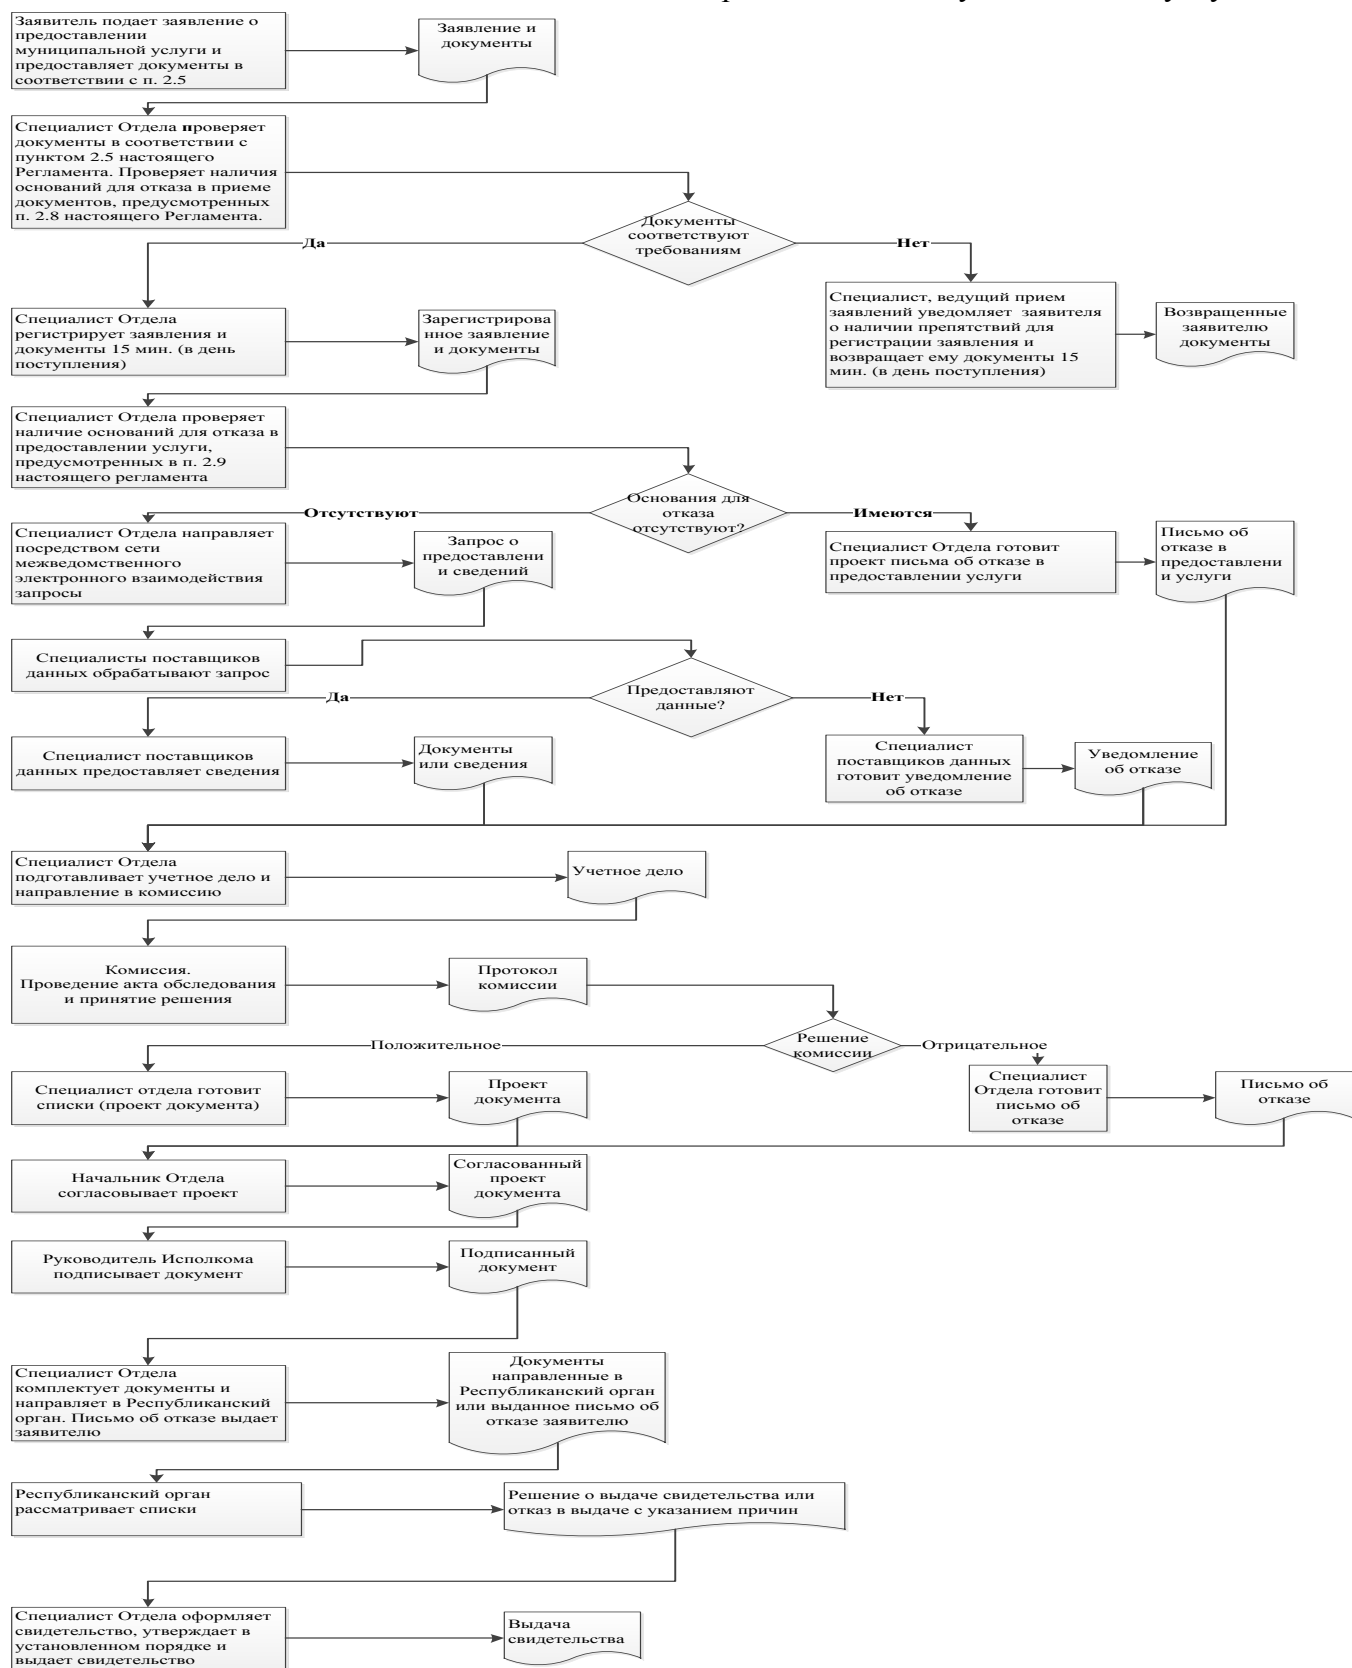 Заявитель подает заявление о
предоставлении
муниципальной услуги и
предоставляет документы в
соответствии с п. 2.5
Заявление и
документы
Специалист Отдела проверяет
документы в соответствии с
пунктом 2.5 настоящего
Регламента. Проверяет наличия
оснований для отказа в приеме
документов, предусмотренных
п. 2.8 настоящего Регламента.
Документы
соответствуют
требованиям
Да
Нет
Специалист Отдела
регистрирует заявления и
документы 15 мин. (в день
поступления)
Зарегистрирова
нное заявление
и документы
Специалист, ведущий прием
заявлений уведомляет заявителя
о наличии препятствий для
регистрации заявления и
возвращает ему документы 15
мин. (в день поступления)
Возвращенные
заявителю
документы
Специалист Отдела проверяет
наличие оснований для отказа в
предоставлении услуги,
предусмотренных в п. 2.9
настоящего регламента
Основания для
отказа
отсутствуют?
Отсутствуют
Имеются
Специалист Отдела направляет
посредством сети
межведомственного
электронного взаимодействия
запросы
Запрос о
предоставлени
и сведений
Специалист Отдела готовит
проект письма об отказе в
предоставлении услуги
Письмо об
отказе в
предоставлени
и услуги
Специалисты поставщиков
данных обрабатывают запрос
Предоставляют
данные?
Да
Нет
Специалист поставщиков
данных предоставляет сведения
Документы
или сведения
Специалист
поставщиков данных
готовит уведомление
об отказе
Уведомление
об отказе
Специалист Отдела
подготавливает учетное дело и
направление в комиссию
Учетное дело
Комиссия.
Проведение акта обследования
и принятие решения
Протокол
комиссии
Решение
комиссии
Положительное
Отрицательное
Специалист отдела готовит
списки (проект документа)
Проект
документа
Специалист
Отдела готовит
письмо об
отказе
Письмо об
отказе
Начальник Отдела
согласовывает проект
Согласованный
проект
документа
Руководитель Исполкома
подписывает документ
Подписанный
документ
Специалист Отдела
комплектует документы и
направляет в Республиканский
орган. Письмо об отказе выдает
заявителю
Документы
направленные в
Республиканский орган
или выданное письмо об
отказе заявителю
Республиканский орган
рассматривает списки
Решение о выдаче свидетельства или
отказ в выдаче с указанием причин
Специалист Отдела оформляет
свидетельство, утверждает в
установленном порядке и
выдает свидетельство
Выдача
свидетельства